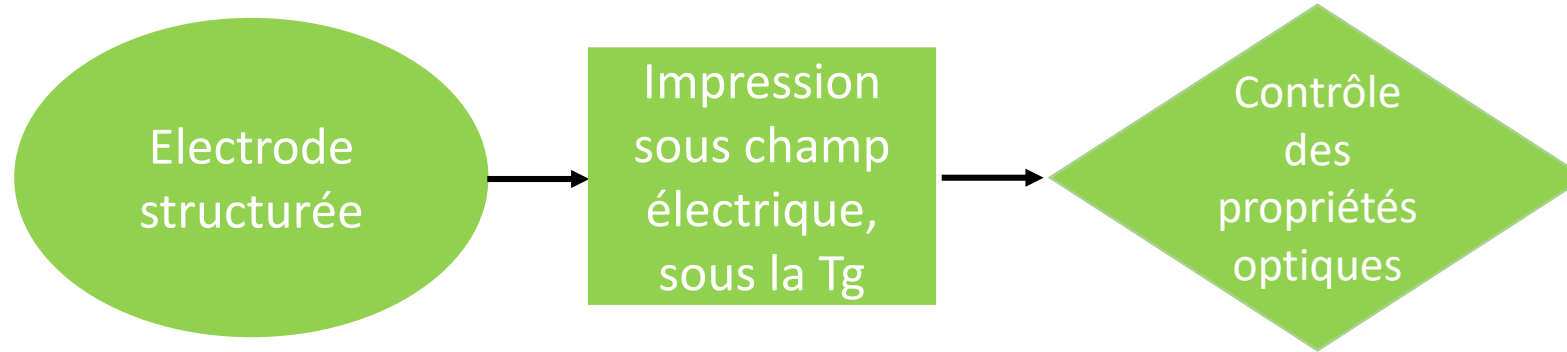 Electrode
structurée
Impression
sous champ
électrique,
sous la Tg
Contrôle
des
propriétés
optiques